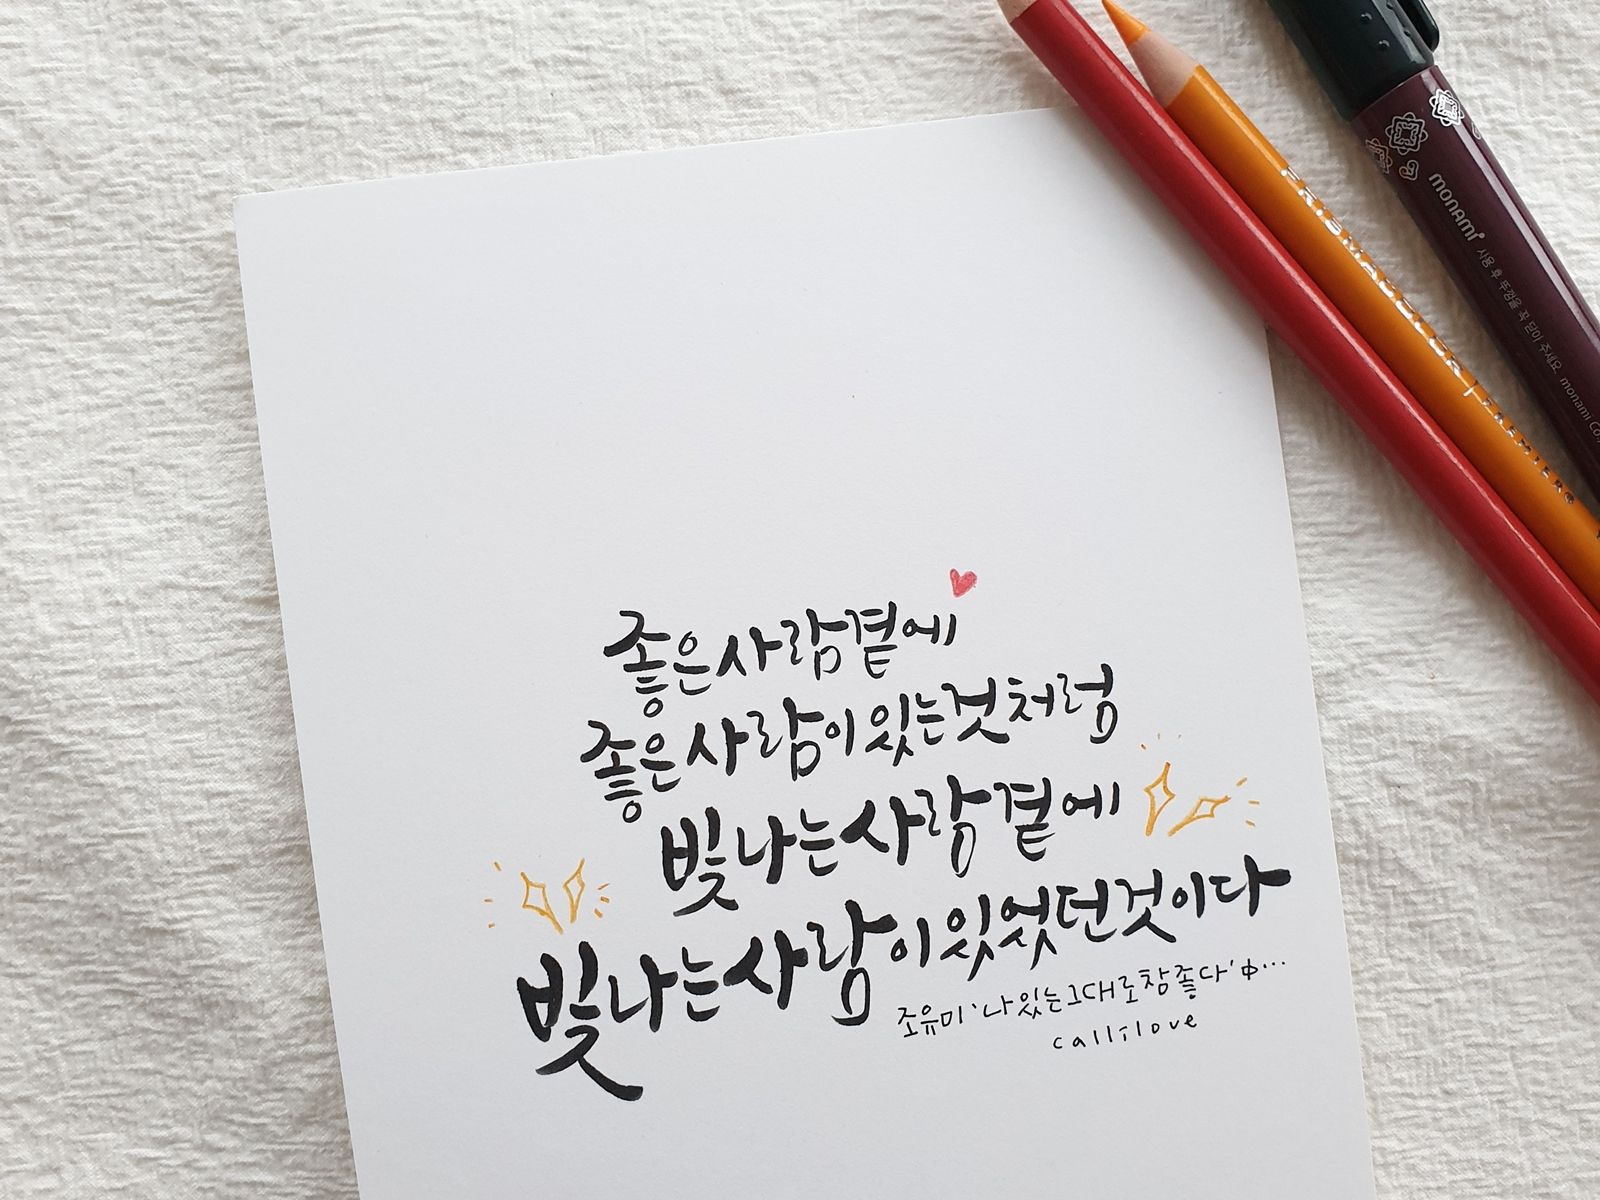 좋은사람곁에
좋은사람이있는것처럼
빛나는사람곁에
빛나는사람이있었던것이다
조유미 '나있는그대로참좋다' 中...
callilove
PRISMACOLOR | PREMIER
monami
사용 후 뚜껑을 꼭 닫아 주세요. monami Co.